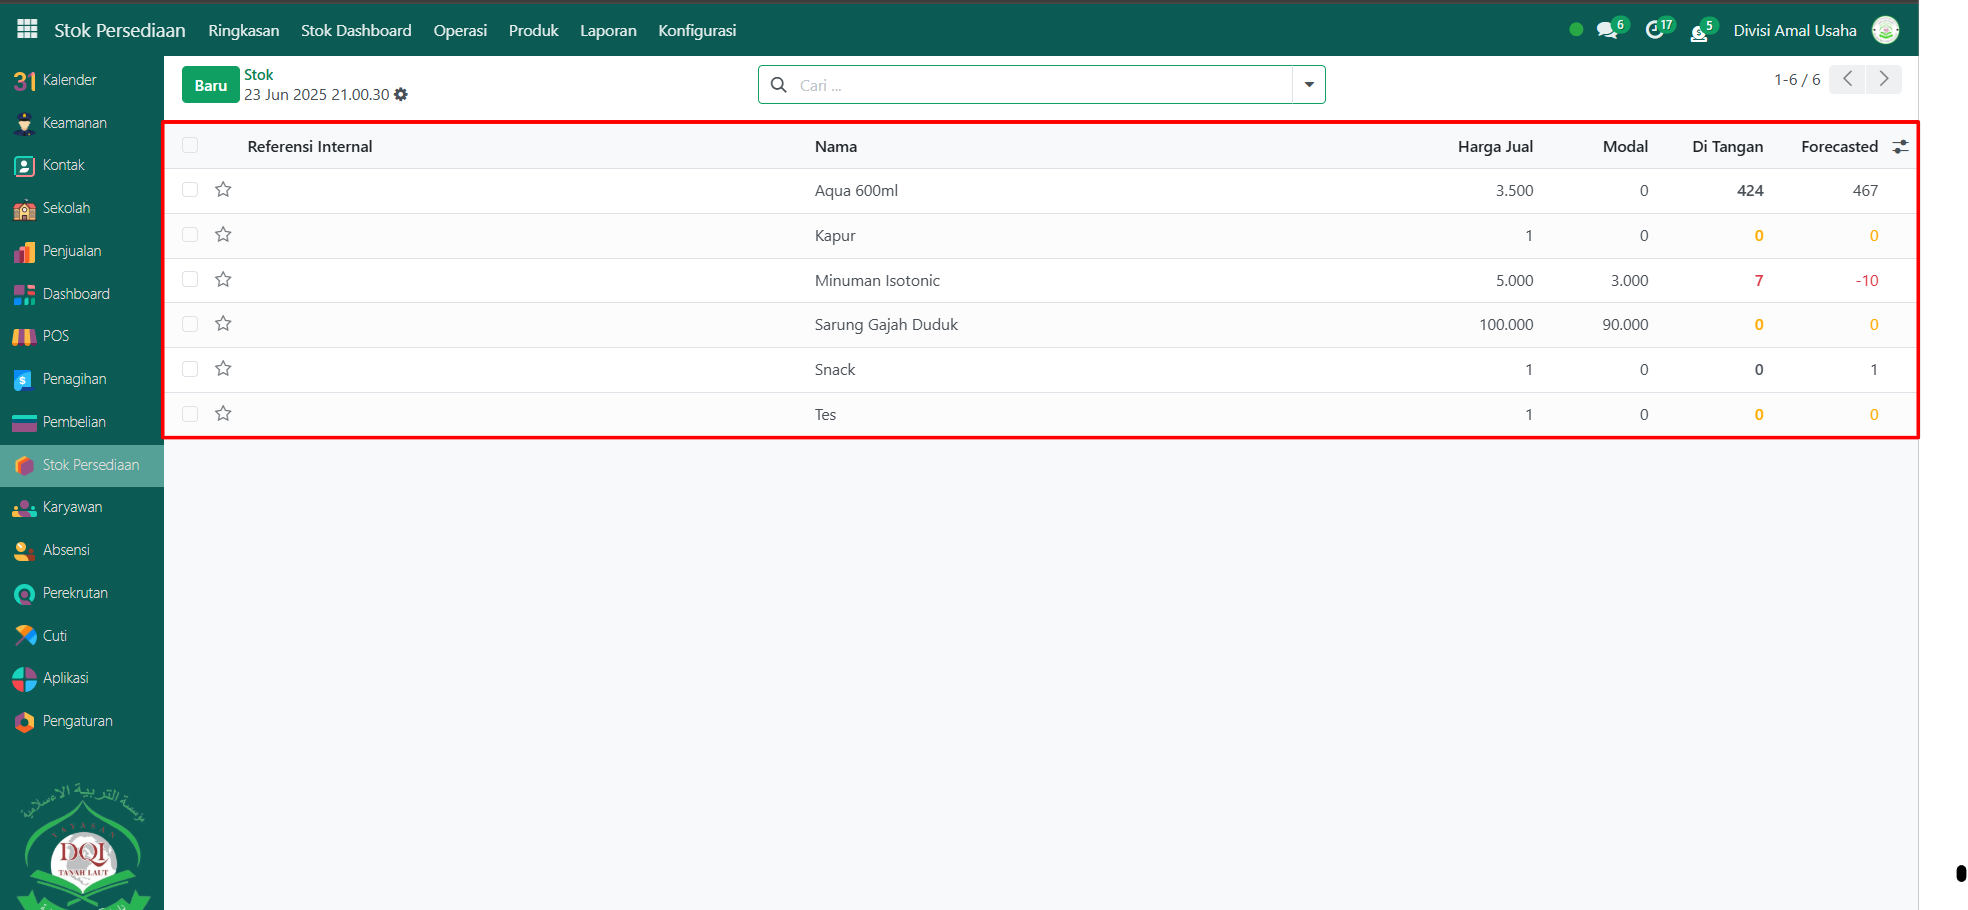 Stok Persediaan Ringkasan Stok Dashboard Operasi Produk Laporan Konfigurasi 6 17 5 Divisi Amal Usaha
31 Kalender
Keamanan
Kontak
Sekolah
Penjualan
Dashboard
POS
Penagihan
Pembelian
Stok Persediaan
Karyawan
Absensi
Perekrutan
Cuti
Aplikasi
Pengaturan
مؤسسة التربية الإسلامية
YAYASAN
DQI
TANAH LAUT
Baru Stok
23 Jun 2025 21.00.30
Cari ...
1-6 / 6
Referensi Internal Nama Harga Jual Modal Di Tangan Forecasted
Aqua 600ml 3.500 0 424 467
Kapur 1 0 0 0
Minuman Isotonic 5.000 3.000 7 -10
Sarung Gajah Duduk 100.000 90.000 0 0
Snack 1 0 0 1
Tes 1 0 0 0